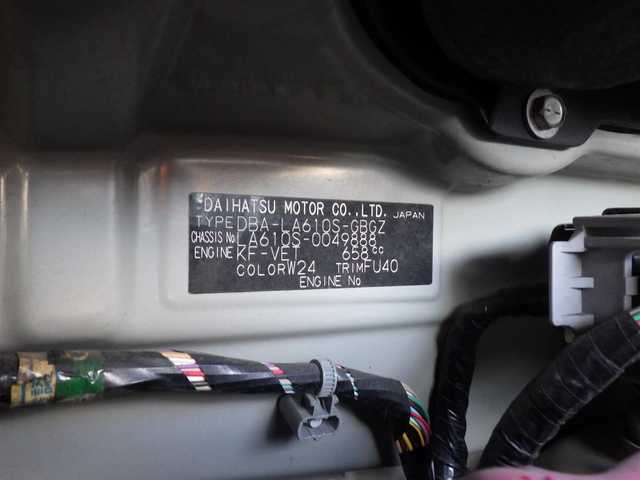 DAIHATSU MOTOR CO.,LTD. JAPAN
TYPE DBA-LA610S-GBGZ
CHASSIS No LA610S-0049888
ENGINE KF-VET 658cc
COLOR W24 TRIM FU40
ENGINE No